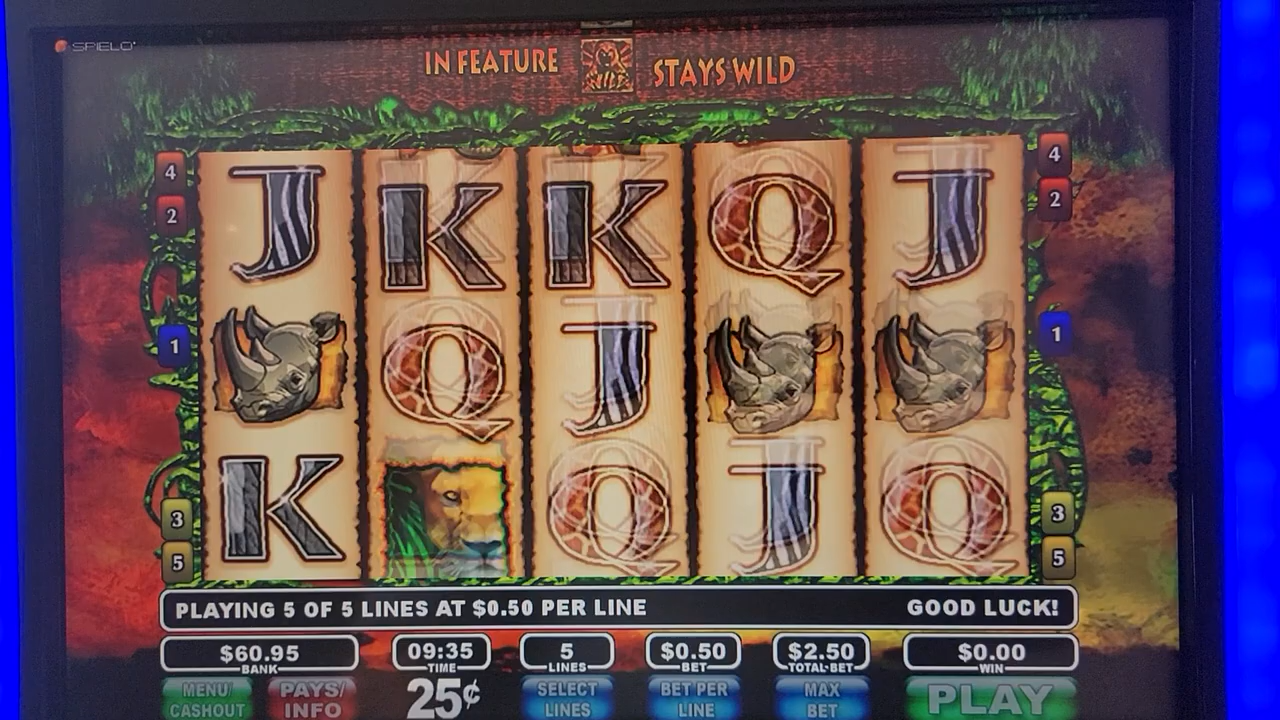 SPIELO
IN FEATURE WILD STAYS WILD
4 J K K Q J 4
2 2
1 Q J 1
3 K Q J Q 3
5 5
PLAYING 5 OF 5 LINES AT $0.50 PER LINE GOOD LUCK!
$60.95 09:35 5 $0.50 $2.50 $0.00
BANK TIME LINES BET TOTAL BET WIN
MENU/ PAYS/ 25¢ SELECT BET PER MAX PLAY
CASHOUT INFO LINES LINE BET